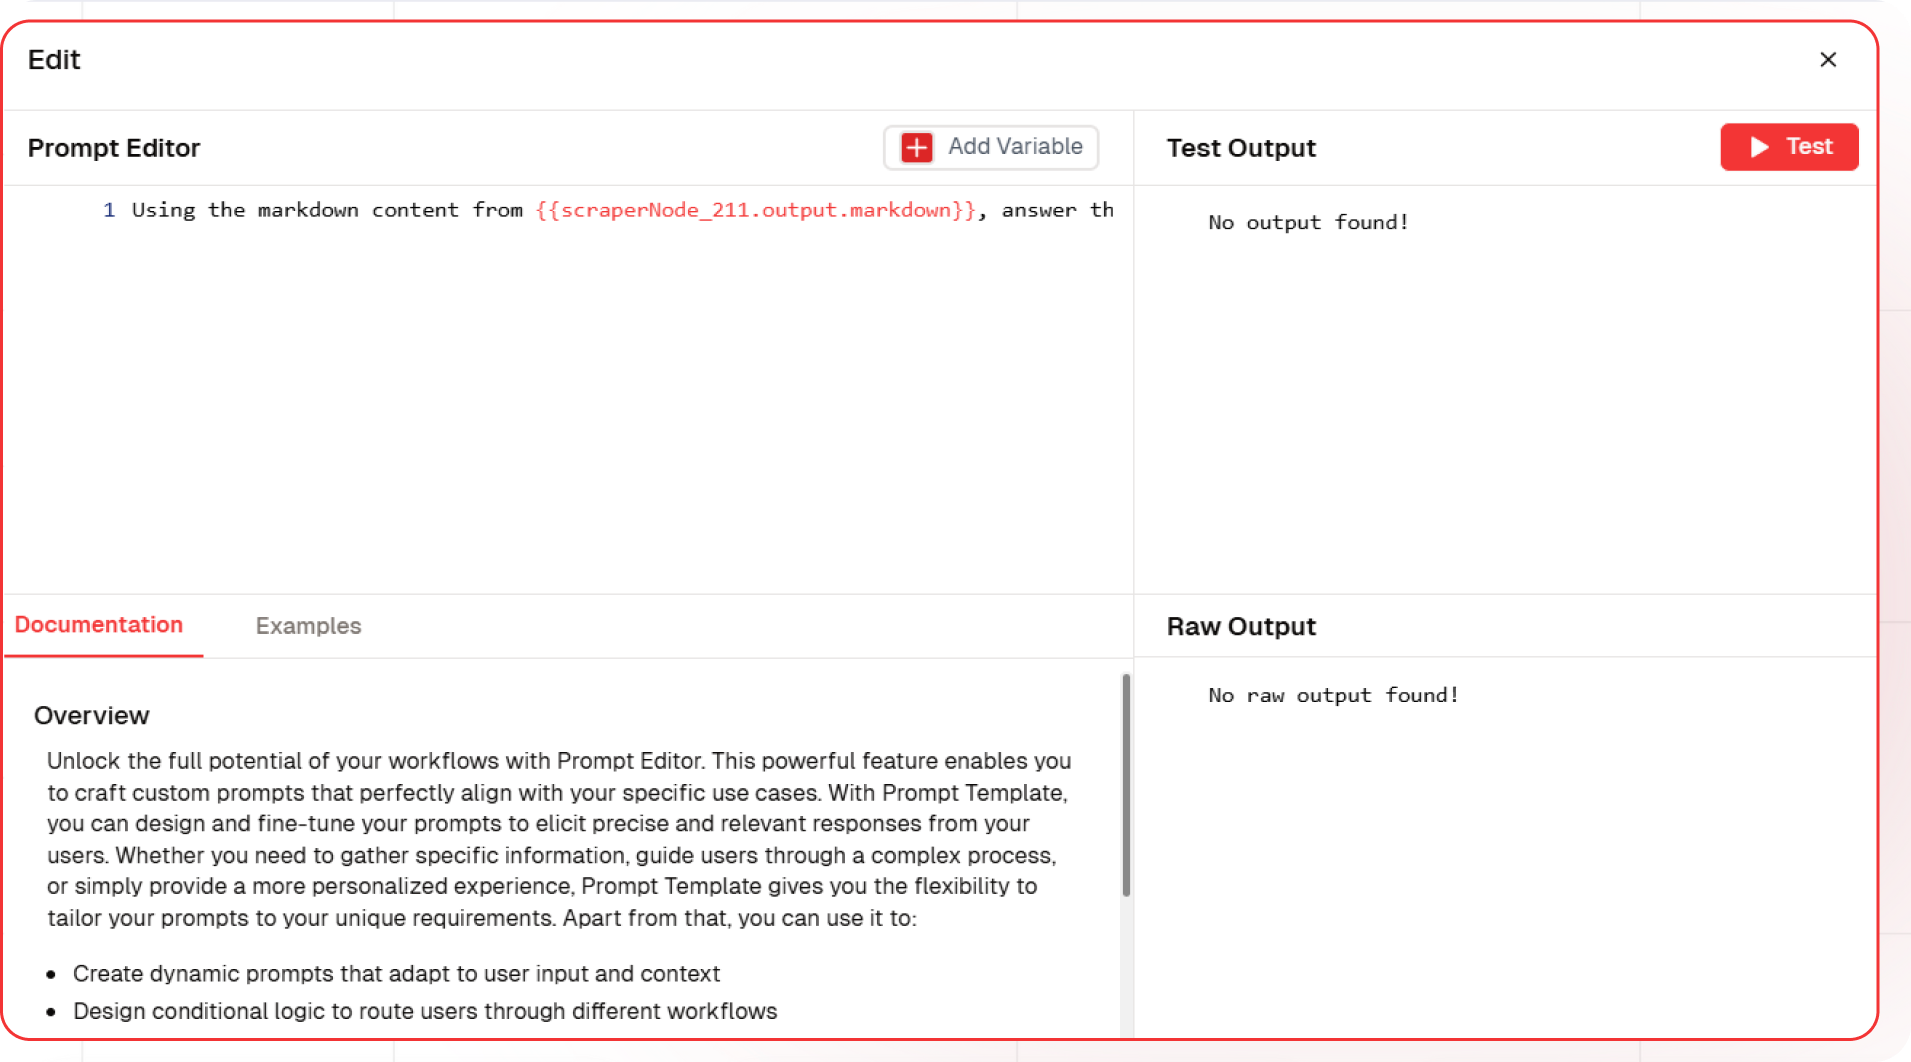 Edit
Prompt Editor
Add Variable
1 Using the markdown content from {{scraperNode_211.output.markdown}}, answer th
Test Output
Test
No output found!
Documentation
Examples
Overview
Unlock the full potential of your workflows with Prompt Editor. This powerful feature enables you
to craft custom prompts that perfectly align with your specific use cases. With Prompt Template,
you can design and fine-tune your prompts to elicit precise and relevant responses from your
users. Whether you need to gather specific information, guide users through a complex process,
or simply provide a more personalized experience, Prompt Template gives you the flexibility to
tailor your prompts to your unique requirements. Apart from that, you can use it to:
• Create dynamic prompts that adapt to user input and context
• Design conditional logic to route users through different workflows
Raw Output
No raw output found!